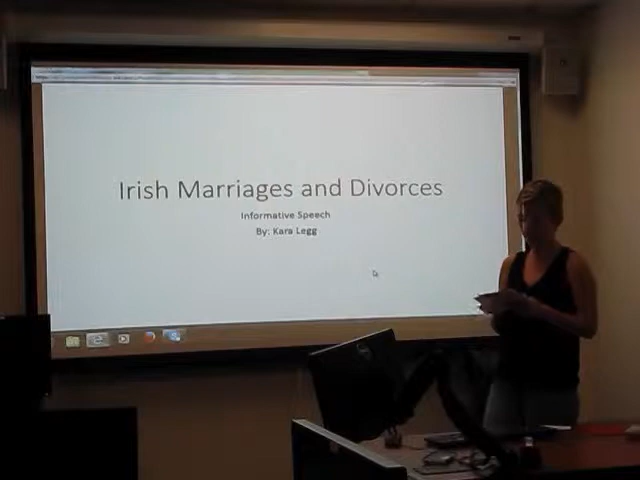 Irish Marriages and Divorces
Informative Speech
By: Kara Legg